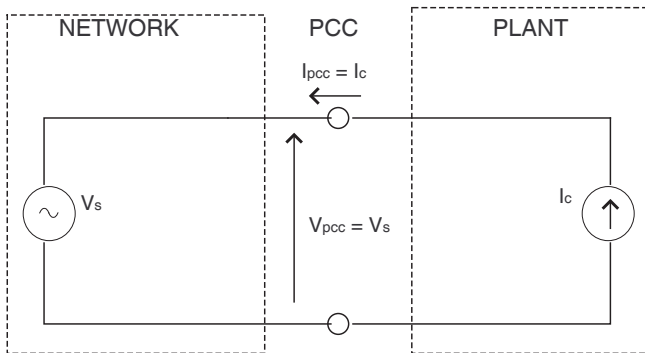 NETWORK
PCC
PLANT
Ipcc = Ic
Vs
Vpcc = Vs
Ic